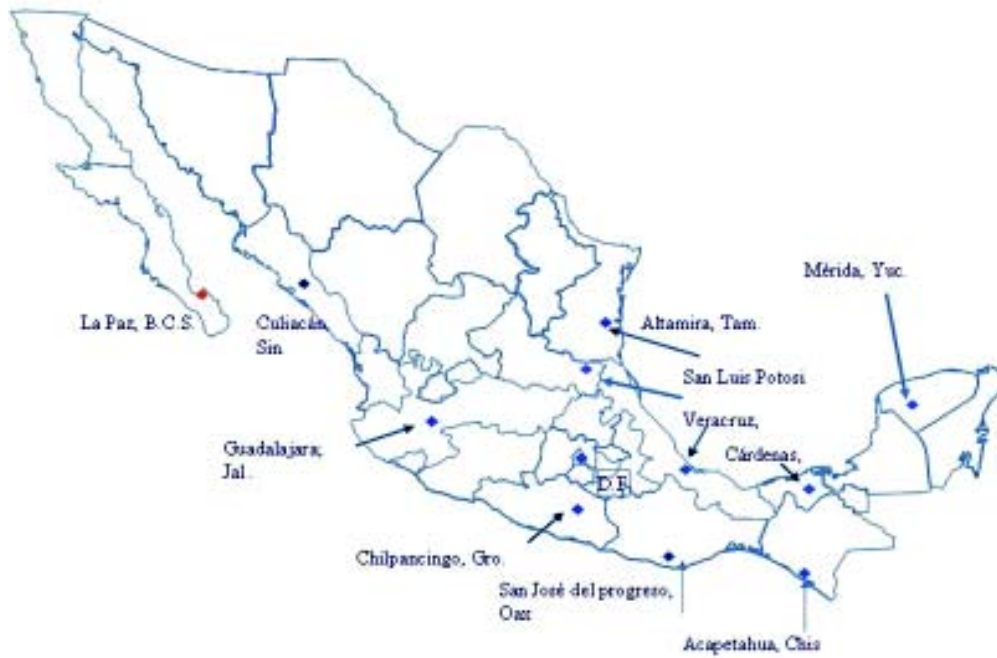 Mérida, Yuc.
La Paz, B.C.S.
Culiacán,
Sin
Altamira, Tam.
San Luis Potosi
Veracruz,
Cárdenas,
Guadalajara,
Jal.
D.F.
Chilpancingo, Gro.
San José del progreso,
Oax
Acapetahua, Chis